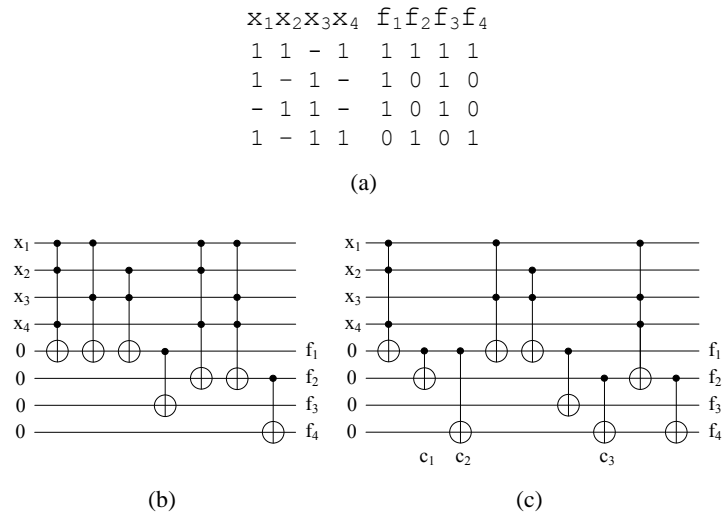 x₁x₂x₃x₄ f₁f₂f₃f₄
1 1 - 1 1 1 1 1
1 - 1 - 1 0 1 0
- 1 1 - 1 0 1 0
1 - 1 1 0 1 0 1
(a)
x₁ x₁
x₂ x₂
x₃ x₃
x₄ x₄
0 f₁ 0 f₁
0 f₂ 0 f₂
0 f₃ 0 f₃
0 f₄ 0 f₄
c₁ c₂ c₃
(b) (c)